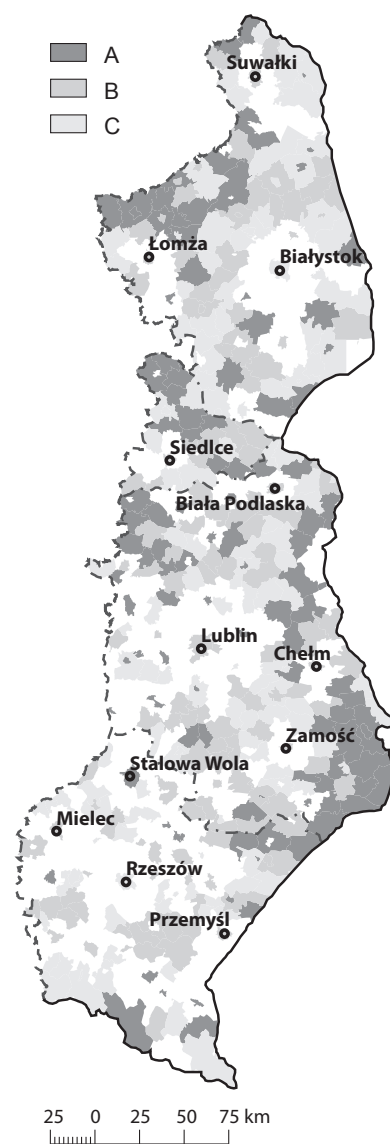 A
B
C
Suwałki
Łomża
Białystok
Siedlce
Biała Podlaska
Lublin
Chełm
Zamość
Stałowa Wola
Mielec
Rzeszów
Przemyśl
25 0 25 50 75 km